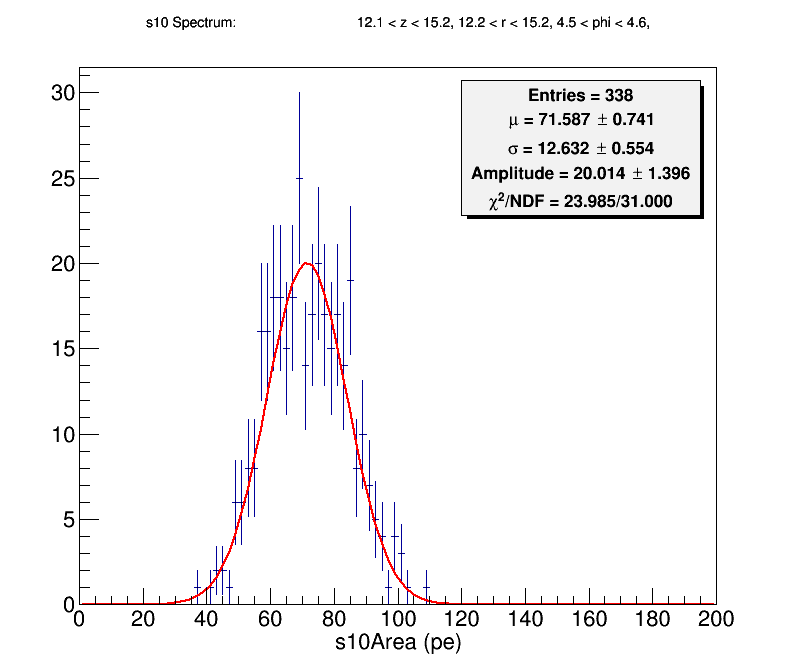 s10 Spectrum: 12.1 < z < 15.2, 12.2 < r < 15.2, 4.5 < phi < 4.6,
Entries = 338
μ = 71.587 ± 0.741
σ = 12.632 ± 0.554
Amplitude = 20.014 ± 1.396
χ²/NDF = 23.985/31.000
30
25
20
15
10
5
0
0 20 40 60 80 100 120 140 160 180 200
s10Area (pe)